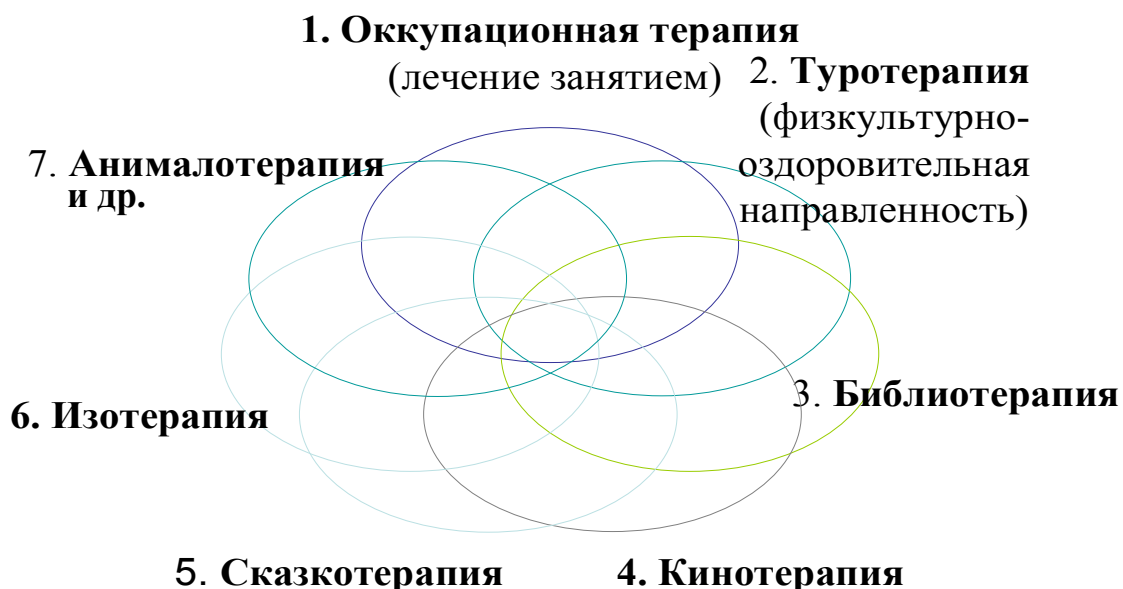 1. Оккупационная терапия
(лечение занятием)
2. Туротерапия
(физкультурно-
оздоровительная
направленность)
3. Библиотерапия
4. Кинотерапия
5. Сказкотерапия
6. Изотерапия
7. Анималотерапия
и др.